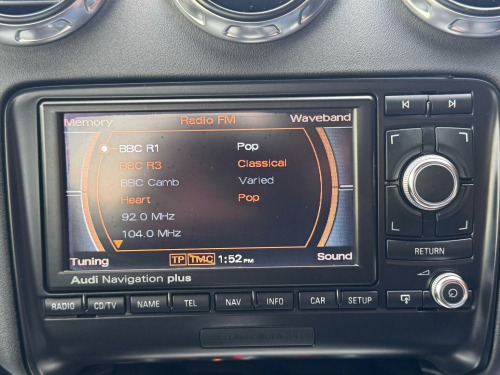 Memory Radio FM Waveband
BBC R1 Pop
BBC R3 Classical
BBC Camb Varied
Heart Pop
92.0 MHz
104.0 MHz
Tuning TP TMC 1:52 PM Sound
Audi Navigation plus
RETURN
RADIO CD/TV NAME TEL NAV INFO CAR SETUP